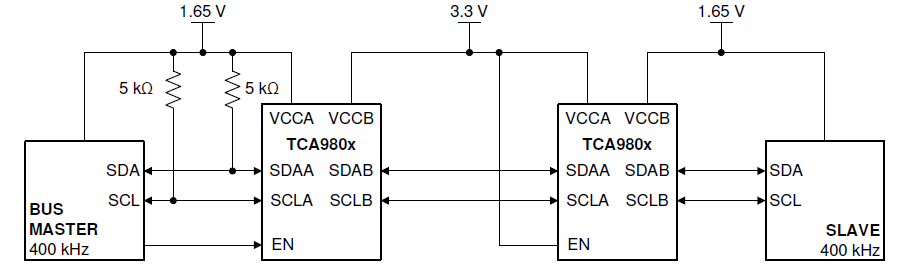 1.65 V 3.3 V 1.65 V
5 kΩ 5 kΩ
VCCA VCCB VCCA VCCB
TCA980x TCA980x
SDA SDAA SDAB SDAA SDAB SDA
SCL SCLA SCLB SCLA SCLB SCL
BUS
MASTER SLAVE
EN EN
400 kHz 400 kHz